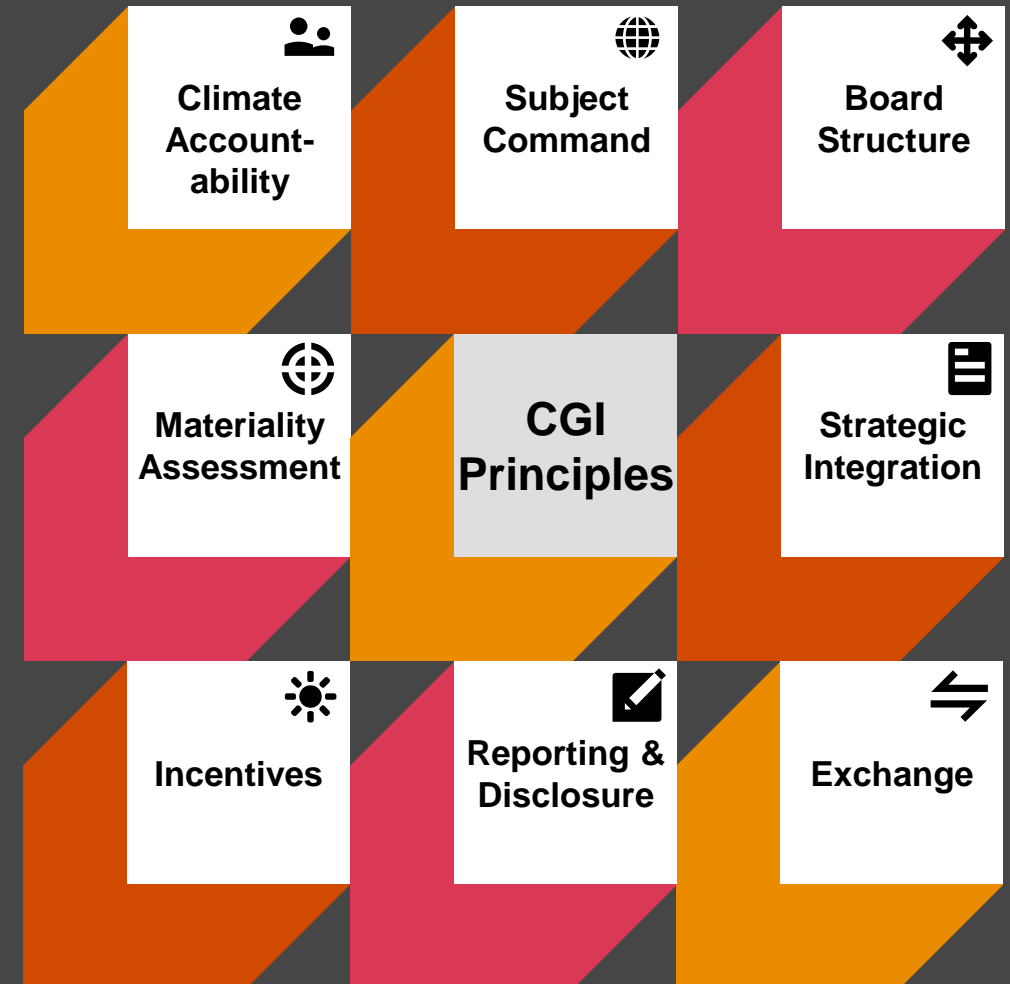 Climate
Account-
ability
Subject
Command
Board
Structure
Materiality
Assessment
CGI
Principles
Strategic
Integration
Incentives
Reporting &
Disclosure
Exchange